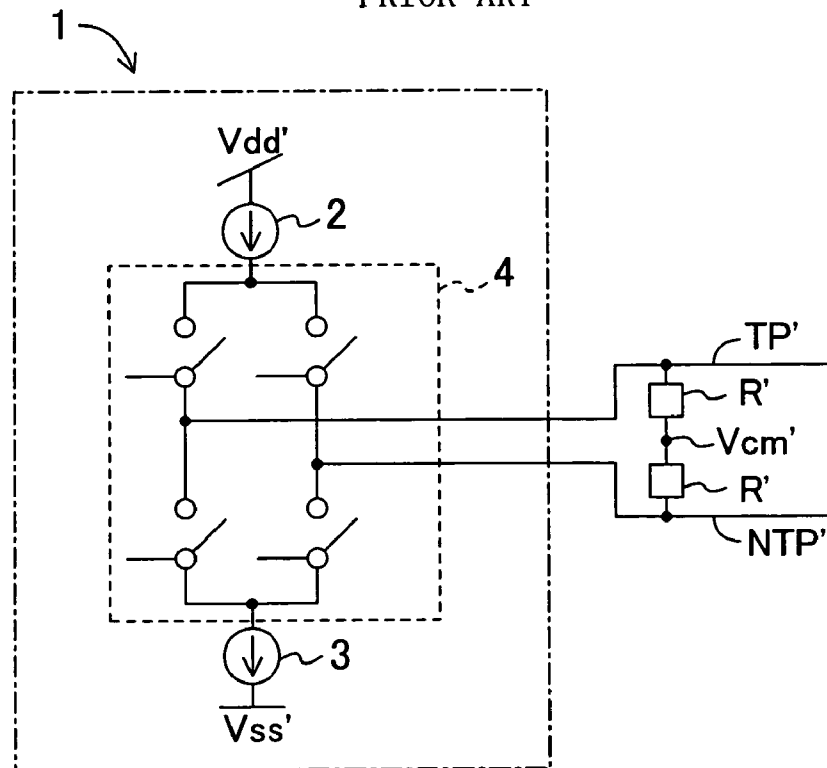 PRIOR ART
1
Vdd'
2
4
TP'
R'
Vcm'
R'
NTP'
3
Vss'